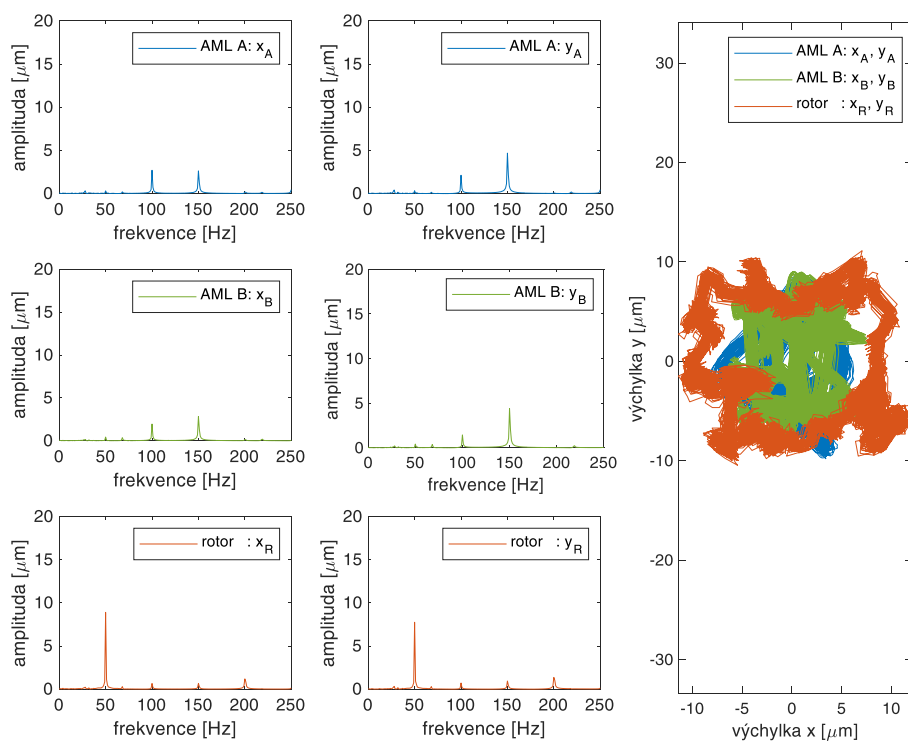 20
15
10
5
0
amplituda [μm]
AML A: x_A
0 50 100 150 200 250
frekvence [Hz]
20
15
10
5
0
amplituda [μm]
AML A: y_A
0 50 100 150 200 250
frekvence [Hz]
20
15
10
5
0
amplituda [μm]
AML B: x_B
0 50 100 150 200 250
frekvence [Hz]
20
15
10
5
0
amplituda [μm]
AML B: y_B
0 50 100 150 200 250
frekvence [Hz]
20
15
10
5
0
amplituda [μm]
rotor : x_R
0 50 100 150 200 250
frekvence [Hz]
20
15
10
5
0
amplituda [μm]
rotor : y_R
0 50 100 150 200 250
frekvence [Hz]
AML A: x_A, y_A
AML B: x_B, y_B
rotor : x_R, y_R
30
20
10
0
-10
-20
-30
výchylka y [μm]
-10 -5 0 5 10
výchylka x [μm]